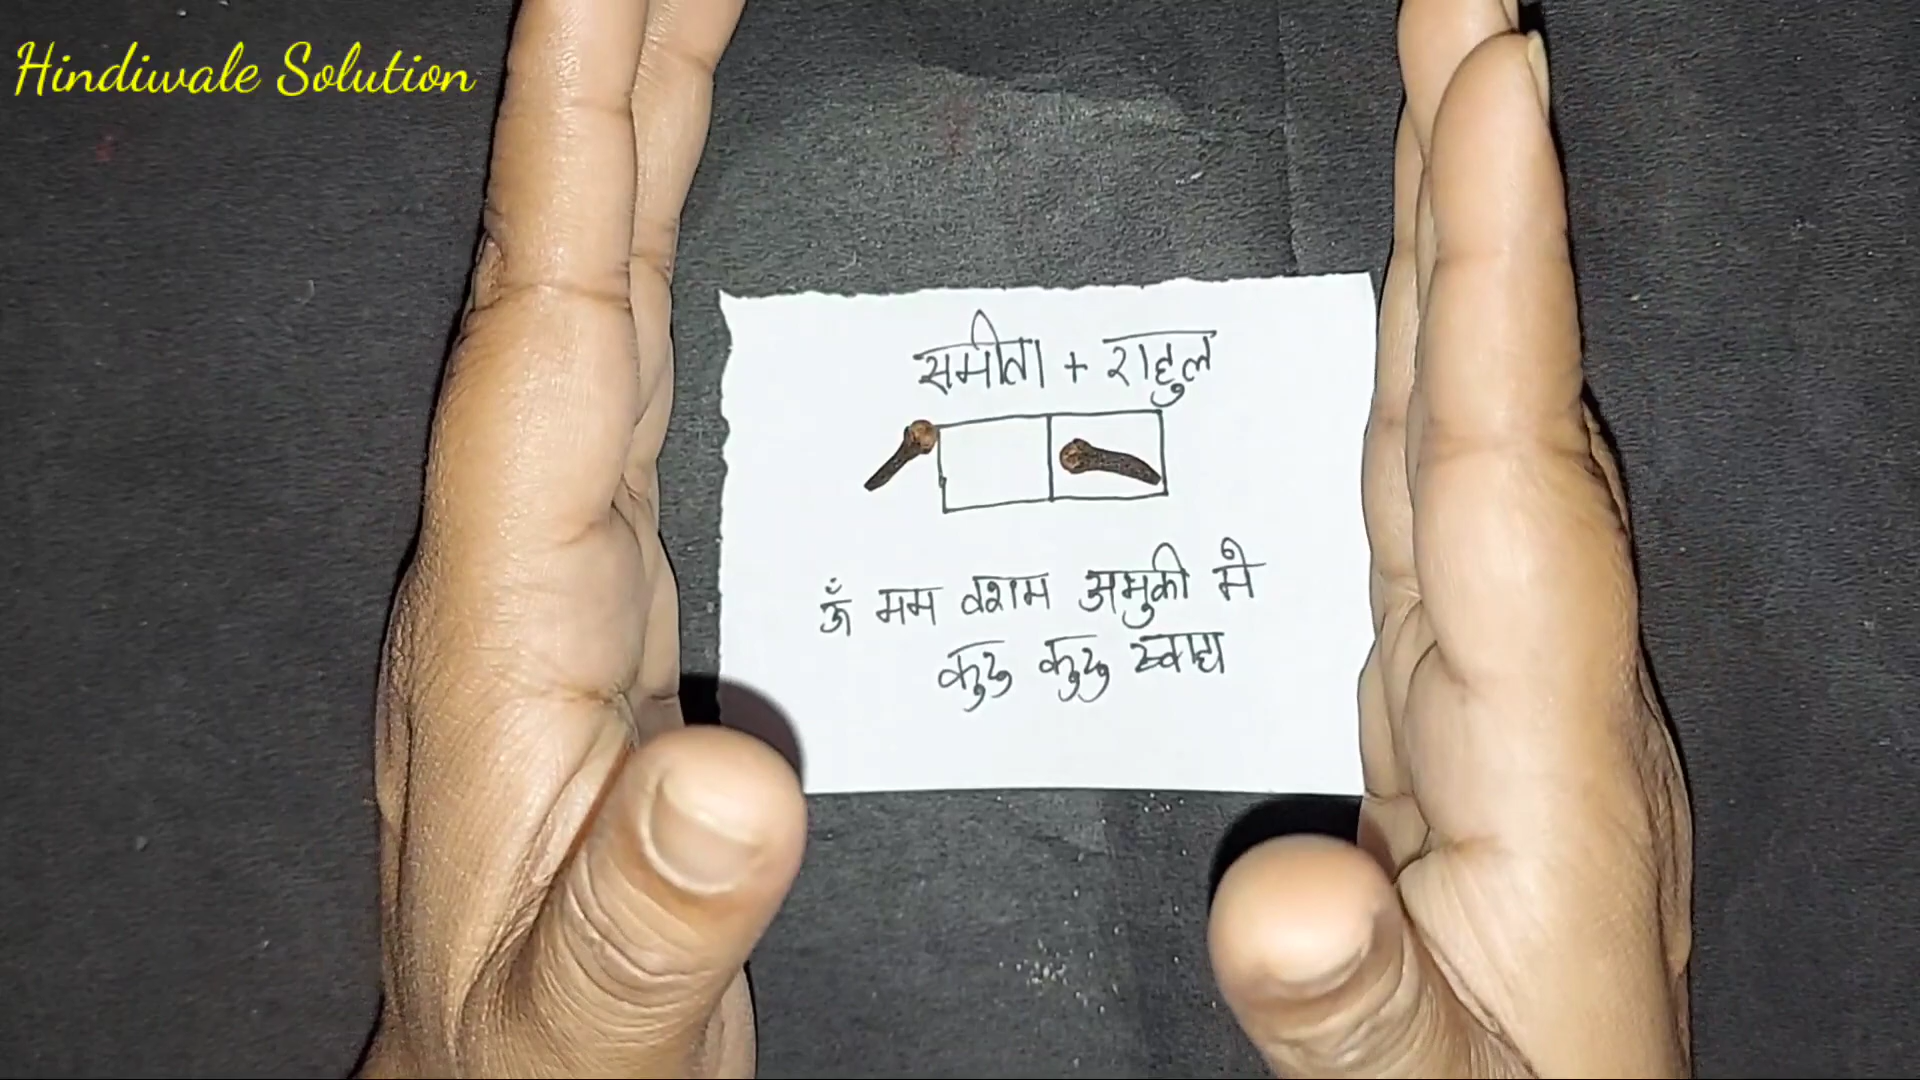 Hindiwale Solution
समीता + राहुल
ॐ मम वशम अमुकी मे
कुरु कुरु स्वाहा